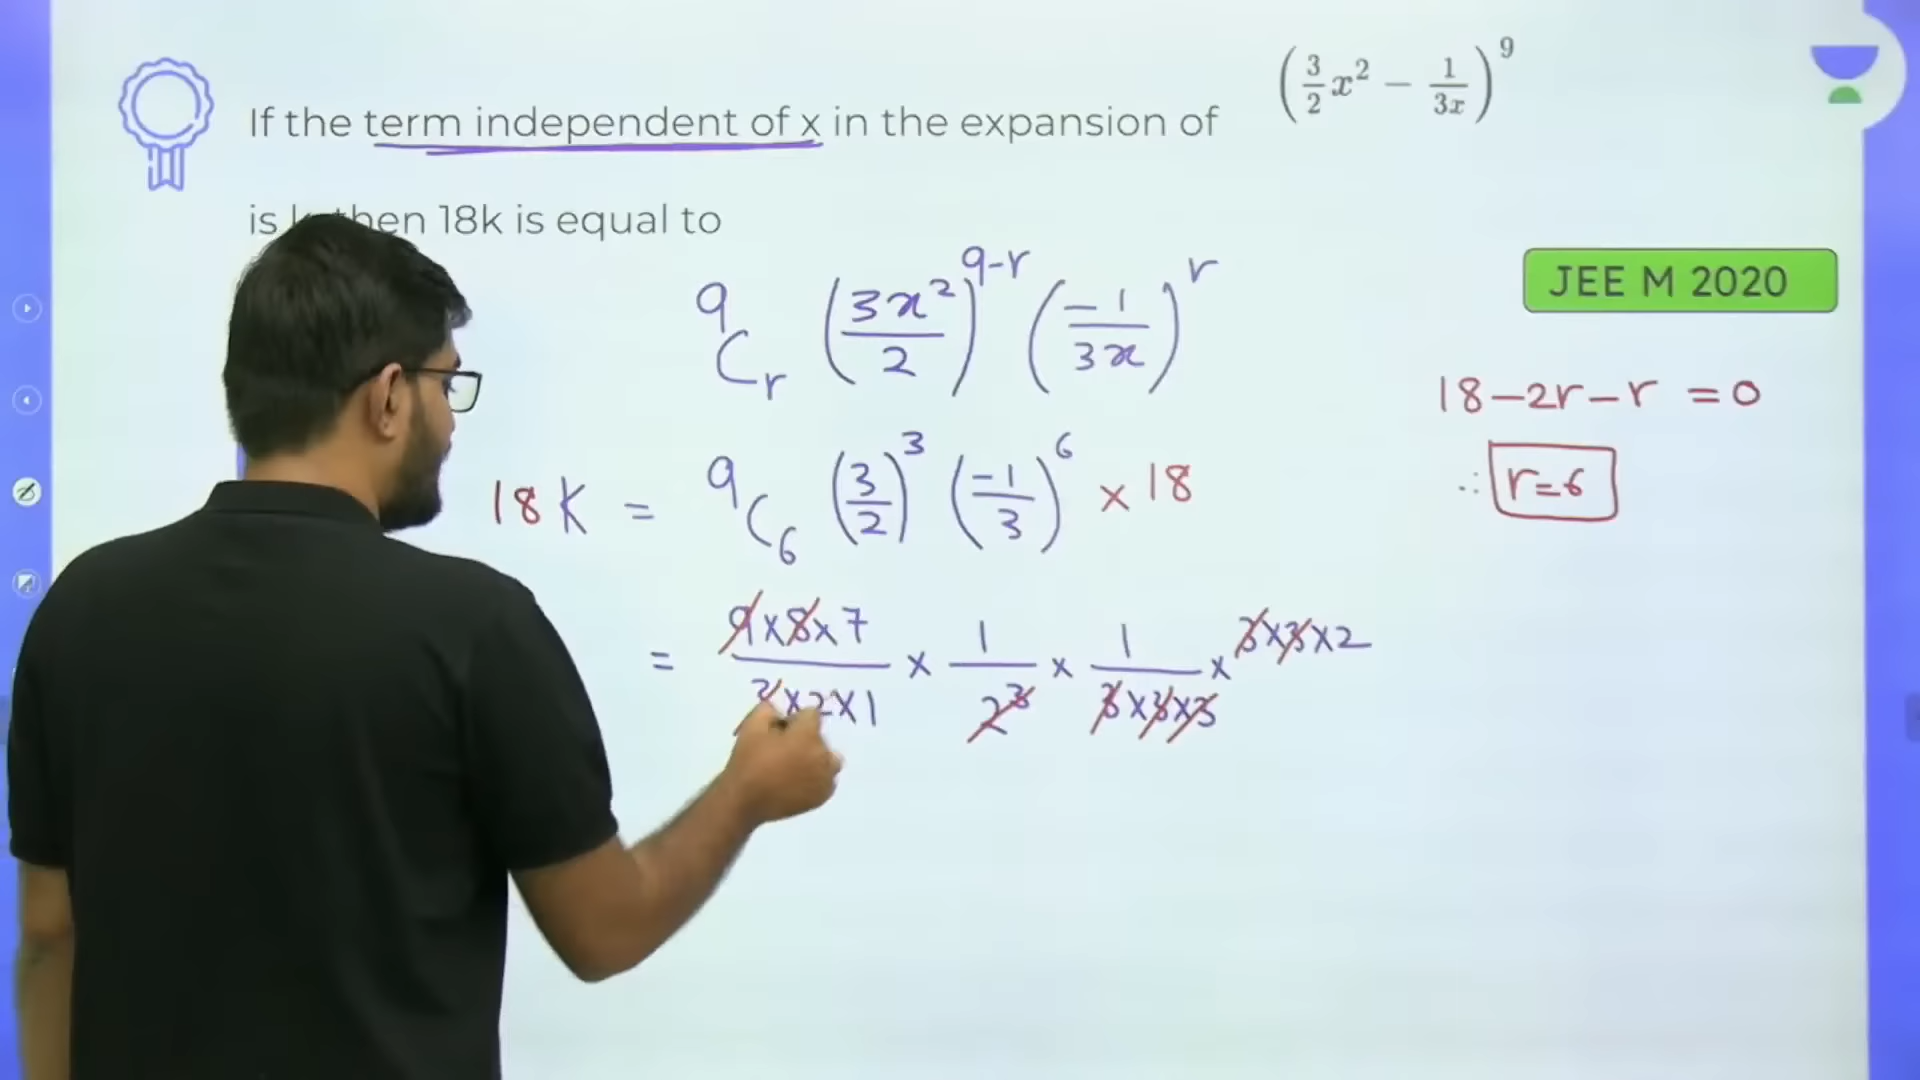 (3/2 x² − 1/3x)⁹
If the term independent of x in the expansion of
is then 18k is equal to
JEE M 2020
⁹Cᵣ (3x²/2)⁹⁻ʳ (−1/3x)ʳ
18−2r−r = 0
∴ r=6
18K = ⁹C₆ (3/2)³ (−1/3)⁶ × 18
= 9×8×7/3×2×1 × 1/2³ × 1/3×3×3 × 3×3×2